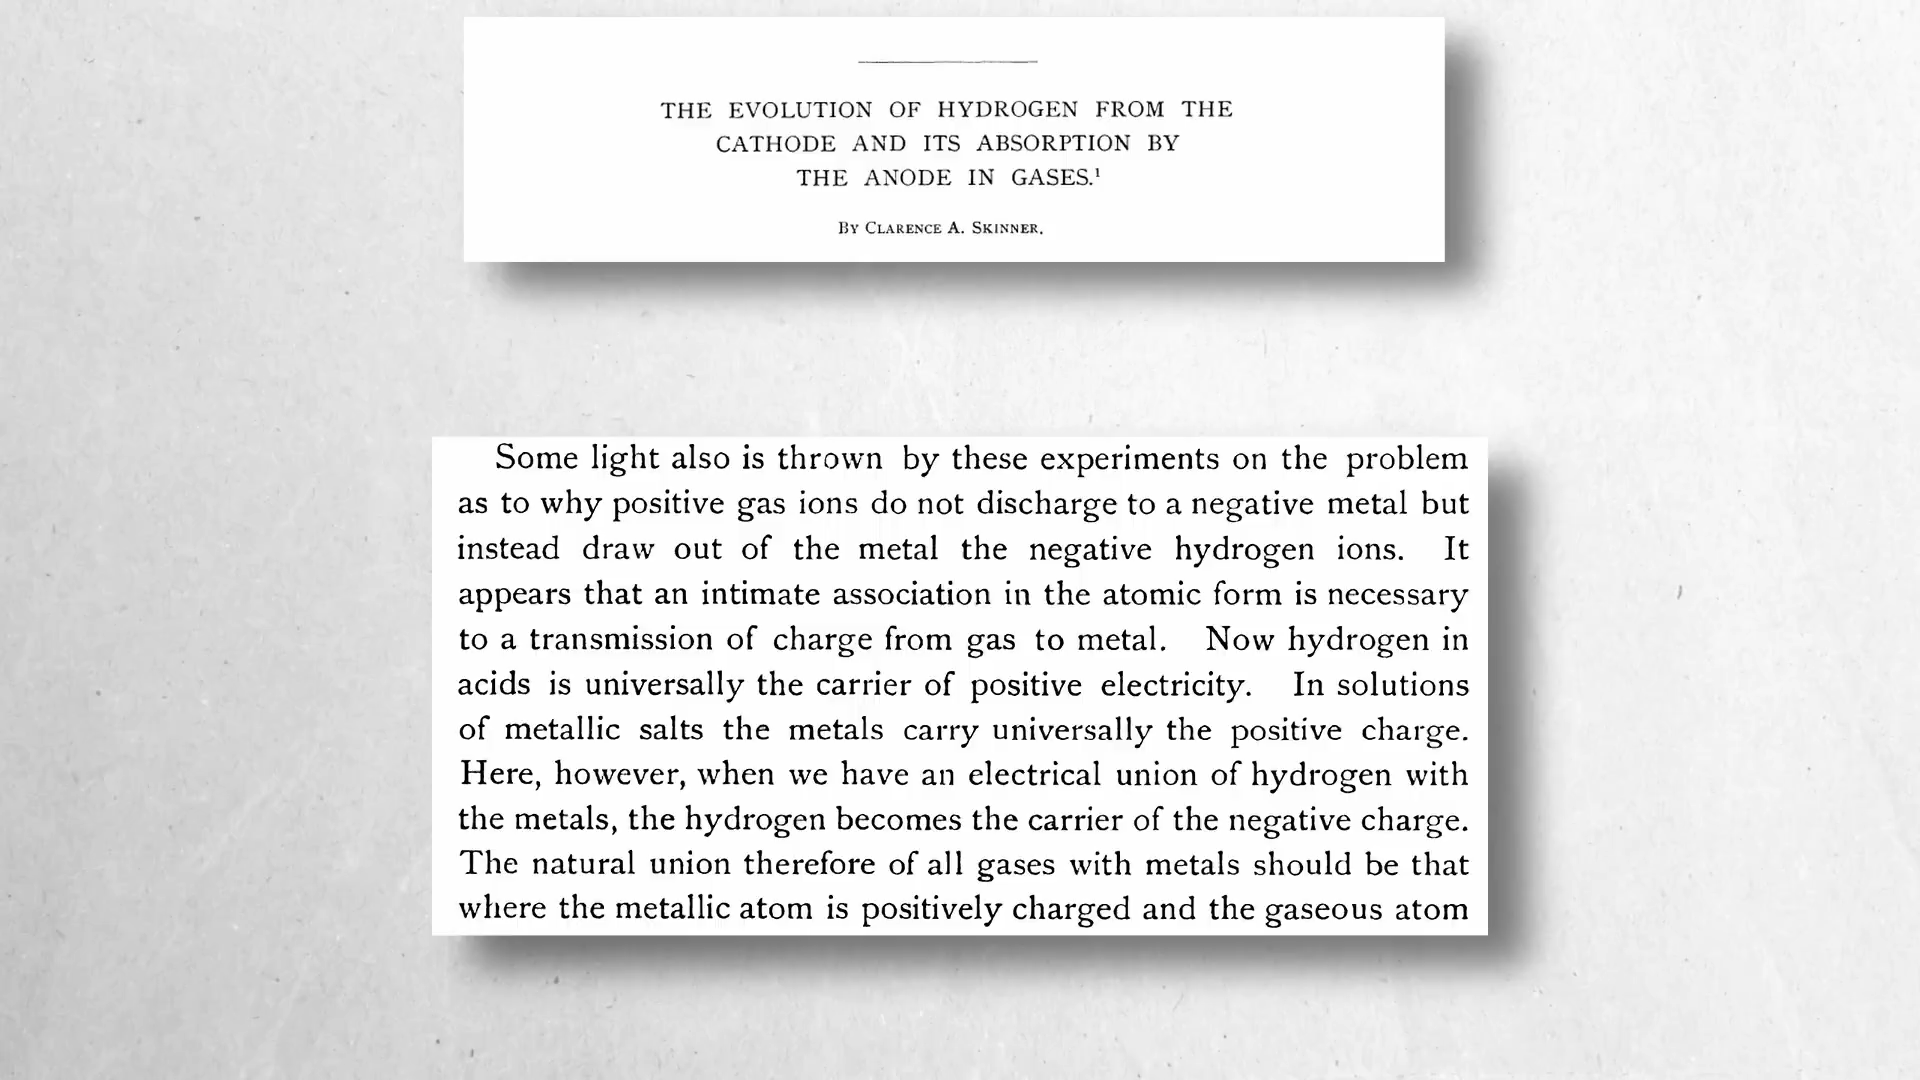 THE EVOLUTION OF HYDROGEN FROM THE
CATHODE AND ITS ABSORPTION BY
THE ANODE IN GASES.¹
By Clarence A. Skinner.
Some light also is thrown by these experiments on the problem
as to why positive gas ions do not discharge to a negative metal but
instead draw out of the metal the negative hydrogen ions. It
appears that an intimate association in the atomic form is necessary
to a transmission of charge from gas to metal. Now hydrogen in
acids is universally the carrier of positive electricity. In solutions
of metallic salts the metals carry universally the positive charge.
Here, however, when we have an electrical union of hydrogen with
the metals, the hydrogen becomes the carrier of the negative charge.
The natural union therefore of all gases with metals should be that
where the metallic atom is positively charged and the gaseous atom